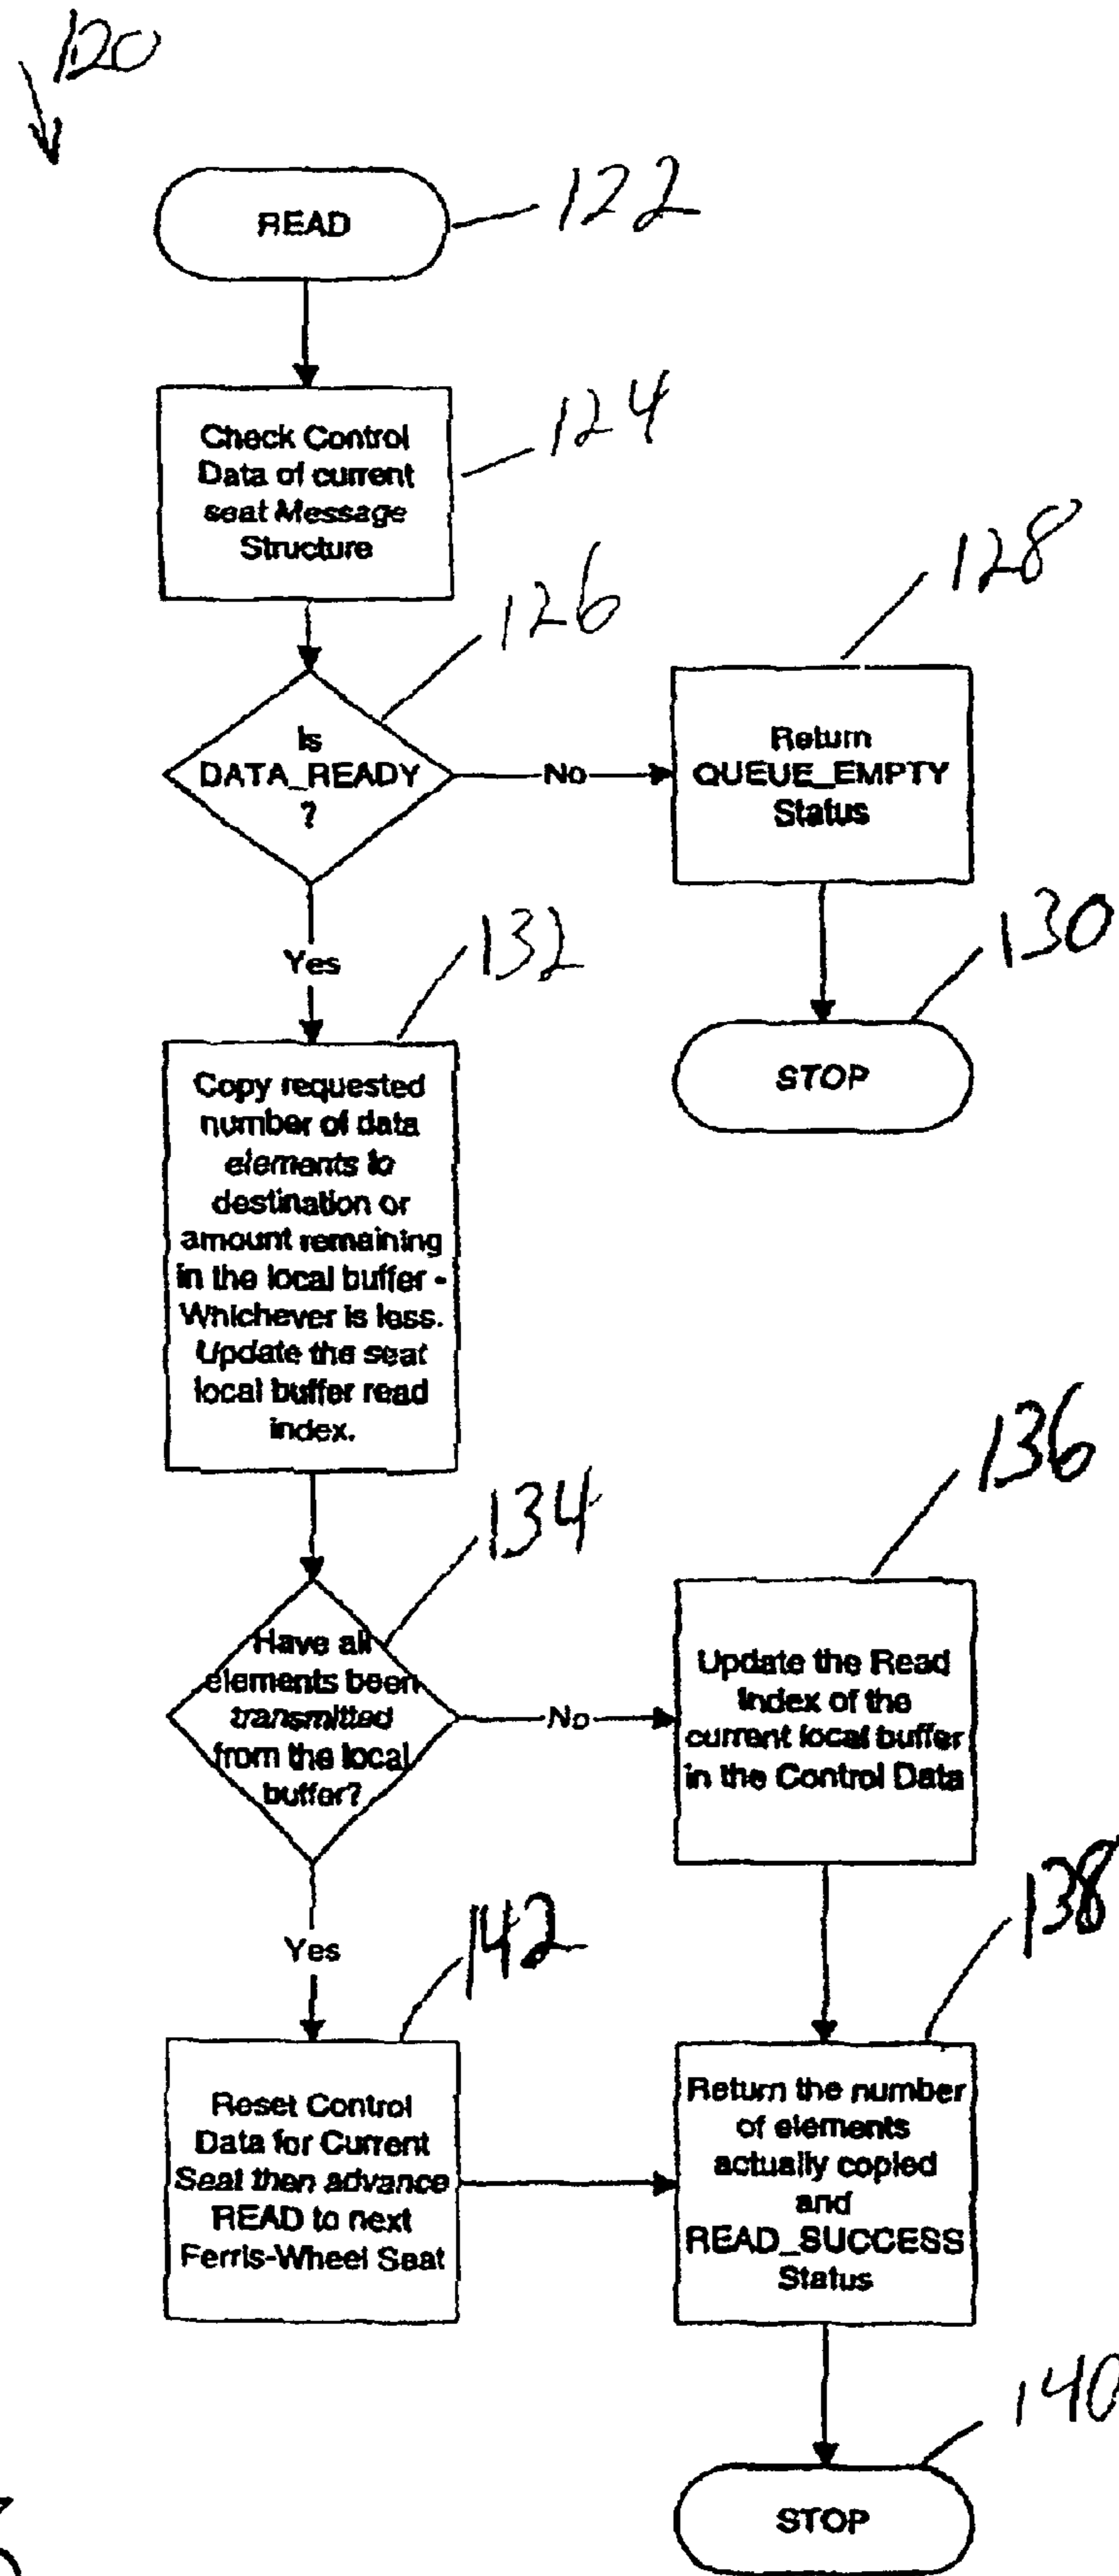 120
READ
122
Check Control
Data of current
seat Message
Structure
124
126
Is
DATA_READY
?
No
128
Return
QUEUE_EMPTY
Status
130
STOP
Yes
132
Copy requested
number of data
elements to
destination or
amount remaining
in the local buffer -
Whichever is less.
Update the seat
local buffer read
index.
134
Have all
elements been
transmitted
from the local
buffer?
No
136
Update the Read
Index of the
current local buffer
in the Control Data
Yes
142
Reset Control
Data for Current
Seat then advance
READ to next
Ferris-Wheel Seat
138
Return the number
of elements
actually copied
and
READ_SUCCESS
Status
140
STOP